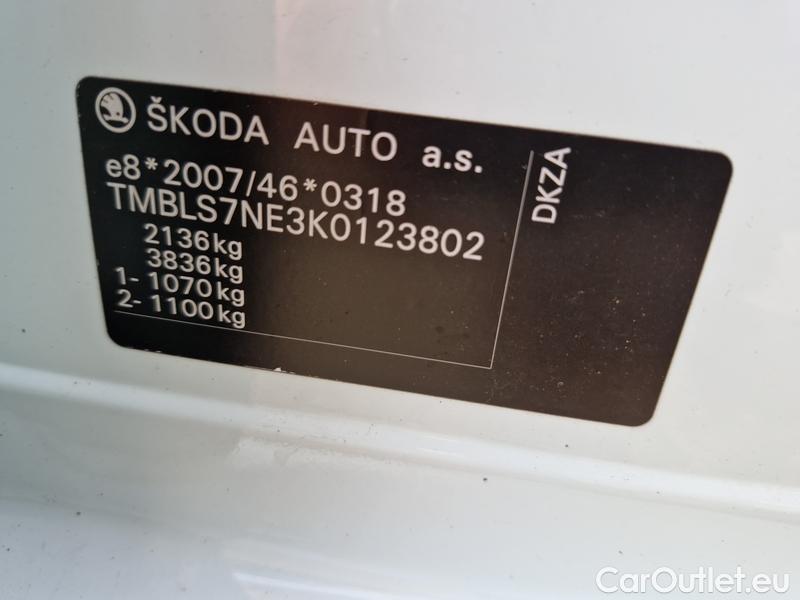 ŠKODA AUTO a.s.
e8*2007/46*0318
TMBLS7NE3K0123802
2136kg
3836kg
1- 1070kg
2- 1100kg
DKZA
CarOutlet.eu